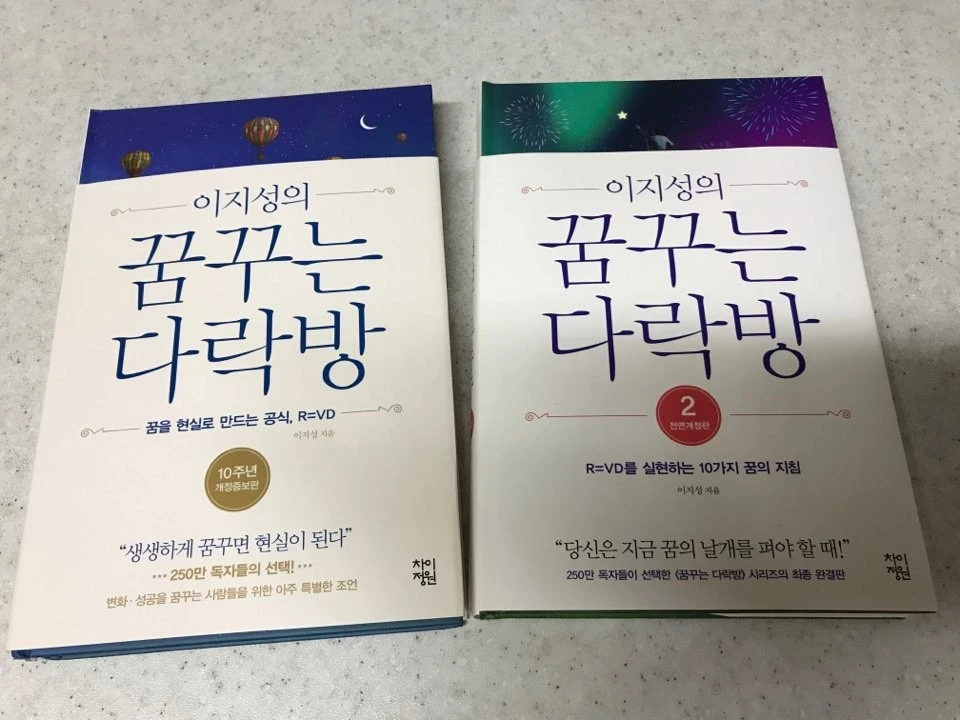 이지성의
꿈꾸는
다락방
꿈을 현실로 만드는 공식, R=VD
이지성 지음
10주년
개정증보판
“생생하게 꿈꾸면 현실이 된다”
*** 250만 독자들의 선택! ***
변화·성공을 꿈꾸는 사람들을 위한 아주 특별한 조언
차이
정원
이지성의
꿈꾸는
다락방
2
전면개정판
R=VD를 실현하는 10가지 꿈의 지침
이지성 지음
“당신은 지금 꿈의 날개를 펴야 할 때!”
250만 독자들이 선택한 《꿈꾸는 다락방》 시리즈의 최종 완결판
차이
정원